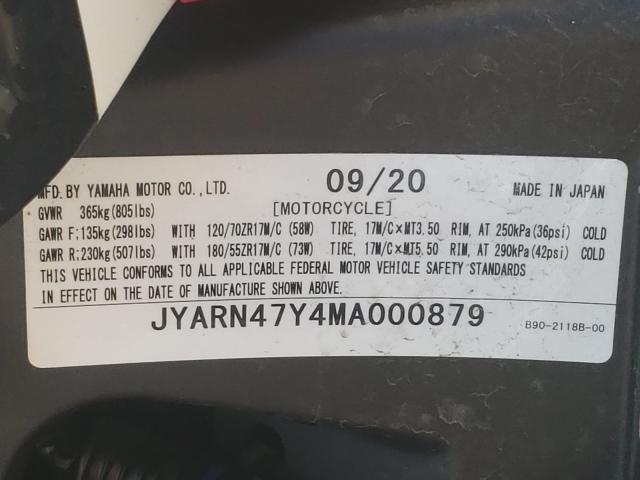 MFD. BY YAMAHA MOTOR CO.,LTD. 09/20 MADE IN JAPAN
GVWR 365kg(805lbs) [MOTORCYCLE]
GAWR F:135kg(298lbs) WITH 120/70ZR17M/C (58W) TIRE, 17M/C×MT3.50 RIM, AT 250kPa(36psi) COLD
GAWR R:230kg(507lbs) WITH 180/55ZR17M/C (73W) TIRE, 17M/C×MT5.50 RIM, AT 290kPa(42psi) COLD
THIS VEHICLE CONFORMS TO ALL APPLICABLE FEDERAL MOTOR VEHICLE SAFETY STANDARDS
IN EFFECT ON THE DATE OF MANUFACTURE SHOWN ABOVE.
JYARN47Y4MA000879 B90-2118B-00